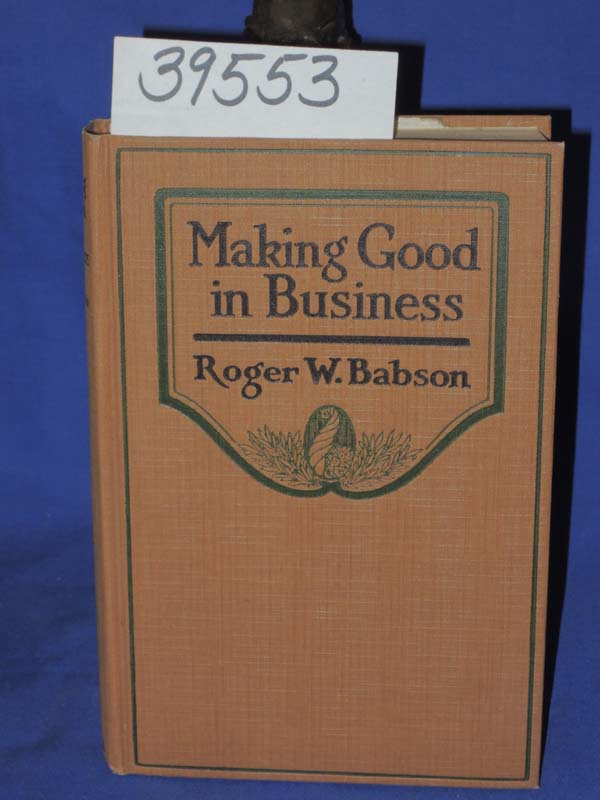 39553
Making Good
in Business
Roger W. Babson